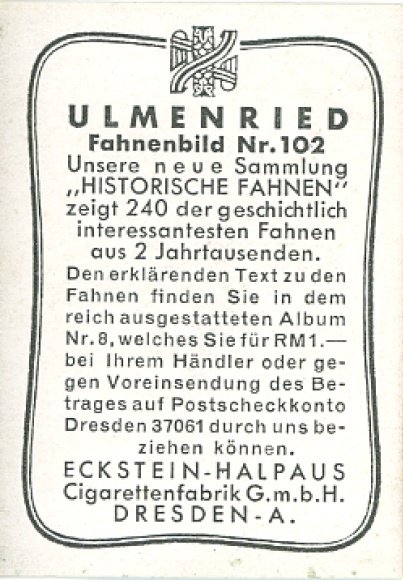 ULMENRIED
Fahnenbild Nr. 102
Unsere neue Sammlung
„HISTORISCHE FAHNEN“
zeigt 240 der geschichtlich
interessantesten Fahnen
aus 2 Jahrtausenden.
Den erklärenden Text zu den
Fahnen finden Sie in dem
reich ausgestatteten Album
Nr. 8, welches Sie für RM1.—
bei Ihrem Händler oder ge-
gen Voreinsendung des Be-
trages auf Postscheckkonto
Dresden 37061 durch uns be-
ziehen können.
ECKSTEIN-HALPAUS
Cigarettenfabrik G.m.b.H.
DRESDEN-A.